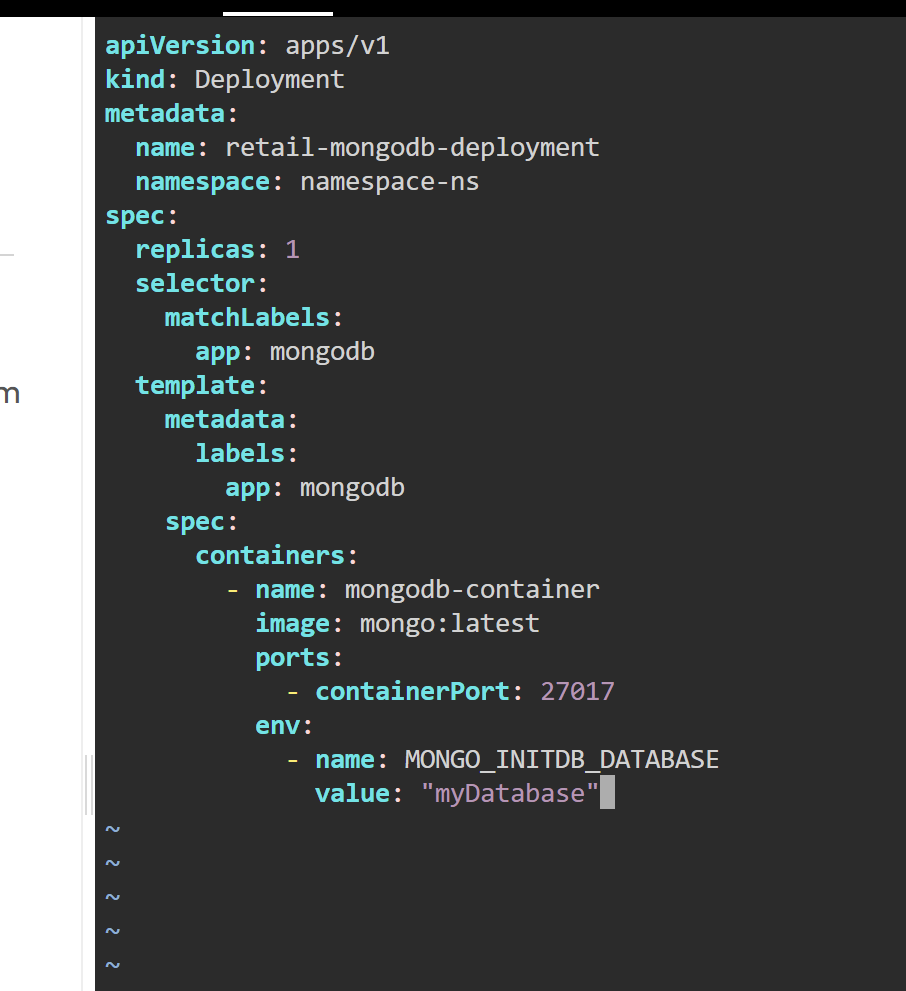 apiVersion: apps/v1
kind: Deployment
metadata:
  name: retail-mongodb-deployment
  namespace: namespace-ns
spec:
  replicas: 1
  selector:
    matchLabels:
      app: mongodb
  template:
    metadata:
      labels:
        app: mongodb
    spec:
      containers:
        - name: mongodb-container
          image: mongo:latest
          ports:
            - containerPort: 27017
          env:
            - name: MONGO_INITDB_DATABASE
              value: "myDatabase"
~
~
~
~
~
m